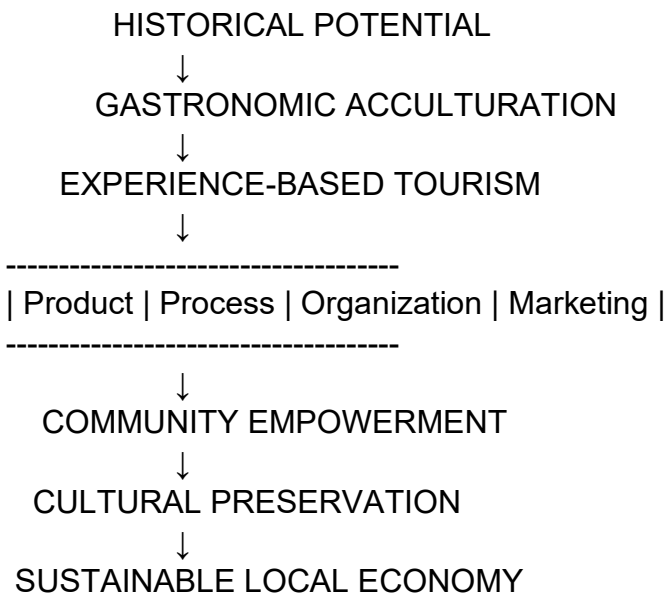 HISTORICAL POTENTIAL
↓
GASTRONOMIC ACCULTURATION
↓
EXPERIENCE-BASED TOURISM
↓
-------------------------------------
| Product | Process | Organization | Marketing |
-------------------------------------
↓
COMMUNITY EMPOWERMENT
↓
CULTURAL PRESERVATION
↓
SUSTAINABLE LOCAL ECONOMY